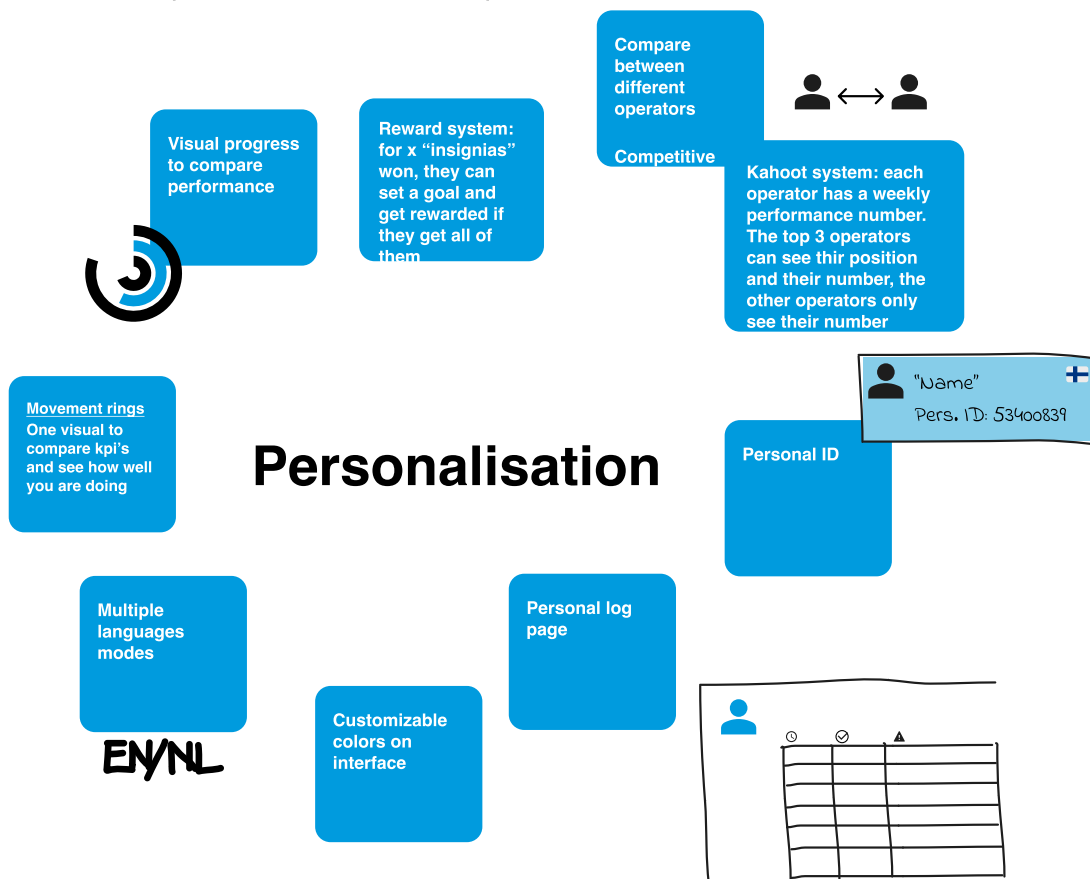 Compare
between
different
operators
Competitive
Visual progress
to compare
performance
Reward system:
for x “insignias”
won, they can
set a goal and
get rewarded if
they get all of
them
Kahoot system: each
operator has a weekly
performance number.
The top 3 operators
can see thir position
and their number, the
other operators only
see their number
"Name"
Pers. ID: 53400839
Movement rings
One visual to
compare kpi's
and see how well
you are doing
Personalisation
Personal ID
Multiple
languages
modes
EN/NL
Personal log
page
Customizable
colors on
interface